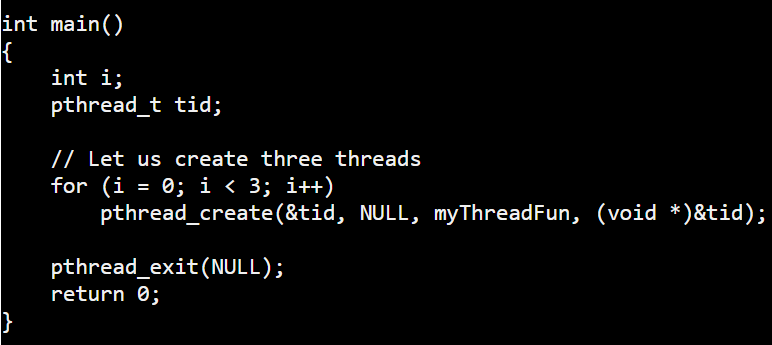 int main()
{
    int i;
    pthread_t tid;

    // Let us create three threads
    for (i = 0; i < 3; i++)
        pthread_create(&tid, NULL, myThreadFun, (void *)&tid);

    pthread_exit(NULL);
    return 0;
}